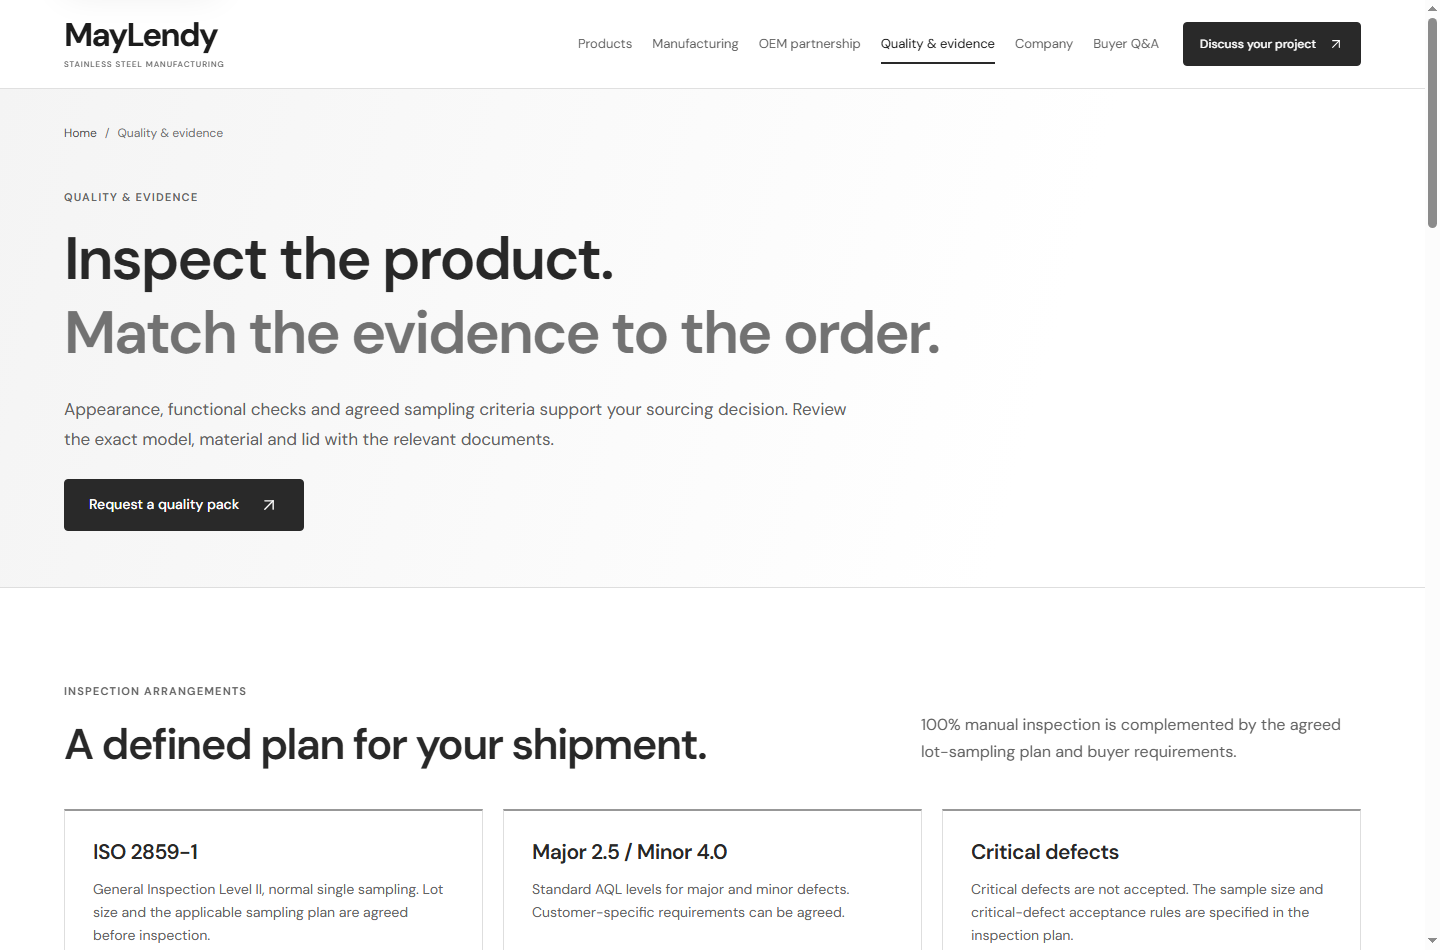 MayLendy
STAINLESS STEEL MANUFACTURING
Products
Manufacturing
OEM partnership
Quality & evidence
Company
Buyer Q&A
Discuss your project
Home / Quality & evidence
QUALITY & EVIDENCE
Inspect the product.
Match the evidence to the order.
Appearance, functional checks and agreed sampling criteria support your sourcing decision. Review
the exact model, material and lid with the relevant documents.
Request a quality pack
INSPECTION ARRANGEMENTS
A defined plan for your shipment.
100% manual inspection is complemented by the agreed
lot-sampling plan and buyer requirements.
ISO 2859-1
General Inspection Level II, normal single sampling. Lot
size and the applicable sampling plan are agreed
before inspection.
Major 2.5 / Minor 4.0
Standard AQL levels for major and minor defects.
Customer-specific requirements can be agreed.
Critical defects
Critical defects are not accepted. The sample size and
critical-defect acceptance rules are specified in the
inspection plan.